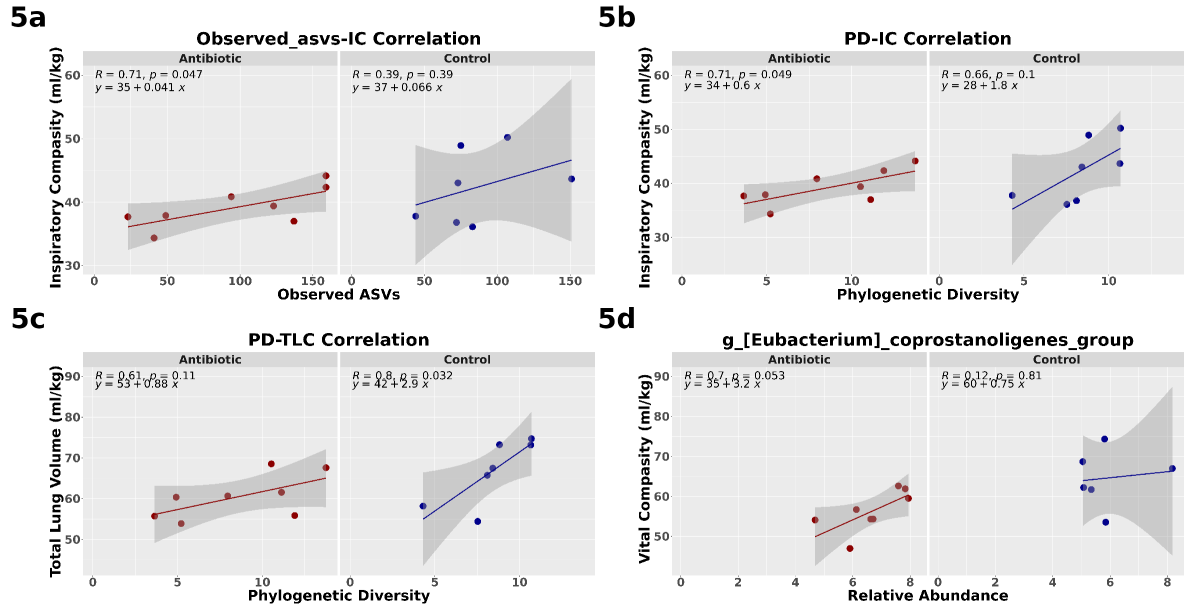 5a
Observed_asvs-IC Correlation
Antibiotic
Control
R = 0.71, p = 0.047
y = 35 + 0.041 x
R = 0.39, p = 0.39
y = 37 + 0.066 x
Inspiratory Compasity (ml/kg)
60
50
40
30
0
50
100
150
0
50
100
150
Observed ASVs
5b
PD-IC Correlation
Antibiotic
Control
R = 0.71, p = 0.049
y = 34 + 0.6 x
R = 0.66, p = 0.1
y = 28 + 1.8 x
Inspiratory Compasity (ml/kg)
60
50
40
30
0
5
10
0
5
10
Phylogenetic Diversity
5c
PD-TLC Correlation
Antibiotic
Control
R = 0.61, p = 0.11
y = 53 + 0.88 x
R = 0.8, p = 0.032
y = 42 + 2.9 x
Total Lung Volume (ml/kg)
90
80
70
60
50
0
5
10
0
5
10
Phylogenetic Diversity
5d
g_[Eubacterium]_coprostanoligenes_group
Antibiotic
Control
R = 0.7, p = 0.053
y = 35 + 3.2 x
R = 0.12, p = 0.81
y = 60 + 0.75 x
Vital Compasity (ml/kg)
90
80
70
60
50
0
2
4
6
8
0
2
4
6
8
Relative Abundance